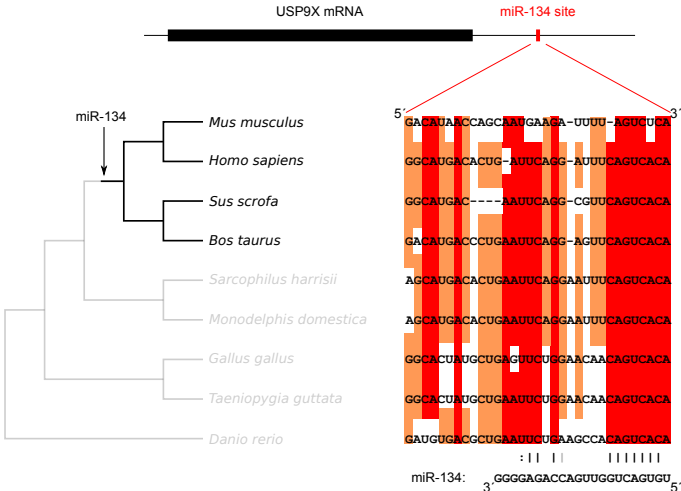 USP9X mRNA miR-134 site
5´ 3´
miR-134
Mus musculus GACAUAACCAGCAAUGAAGA-UUUU-AGUCUCA
Homo sapiens GGCAUGACACUG-AUUCAGG-AUUUCAGUCACA
Sus scrofa GGCAUGAC----AAUUCAGG-CGUUCAGUCACA
Bos taurus GACAUGACCCUGAAUUCAGG-AGUUCAGUCACA
Sarcophilus harrisii AGCAUGACACUGAAUUCAGGAAUUUCAGUCACA
Monodelphis domestica AGCAUGACACUGAAUUCAGGAAUUUCAGUCACA
Gallus gallus GGCACUAUGCUGAGUUCUGGAACAACAGUCACA
Taeniopygia guttata GGCACUAUGCUGAAUUCUGGAACAACAGUCACA
Danio rerio GAUGUGACGCUGAAUUCUGAAGCCACAGUCACA
:|| || |||||||
miR-134: 3´GGGGAGACCAGUUGGUCAGUGU5´